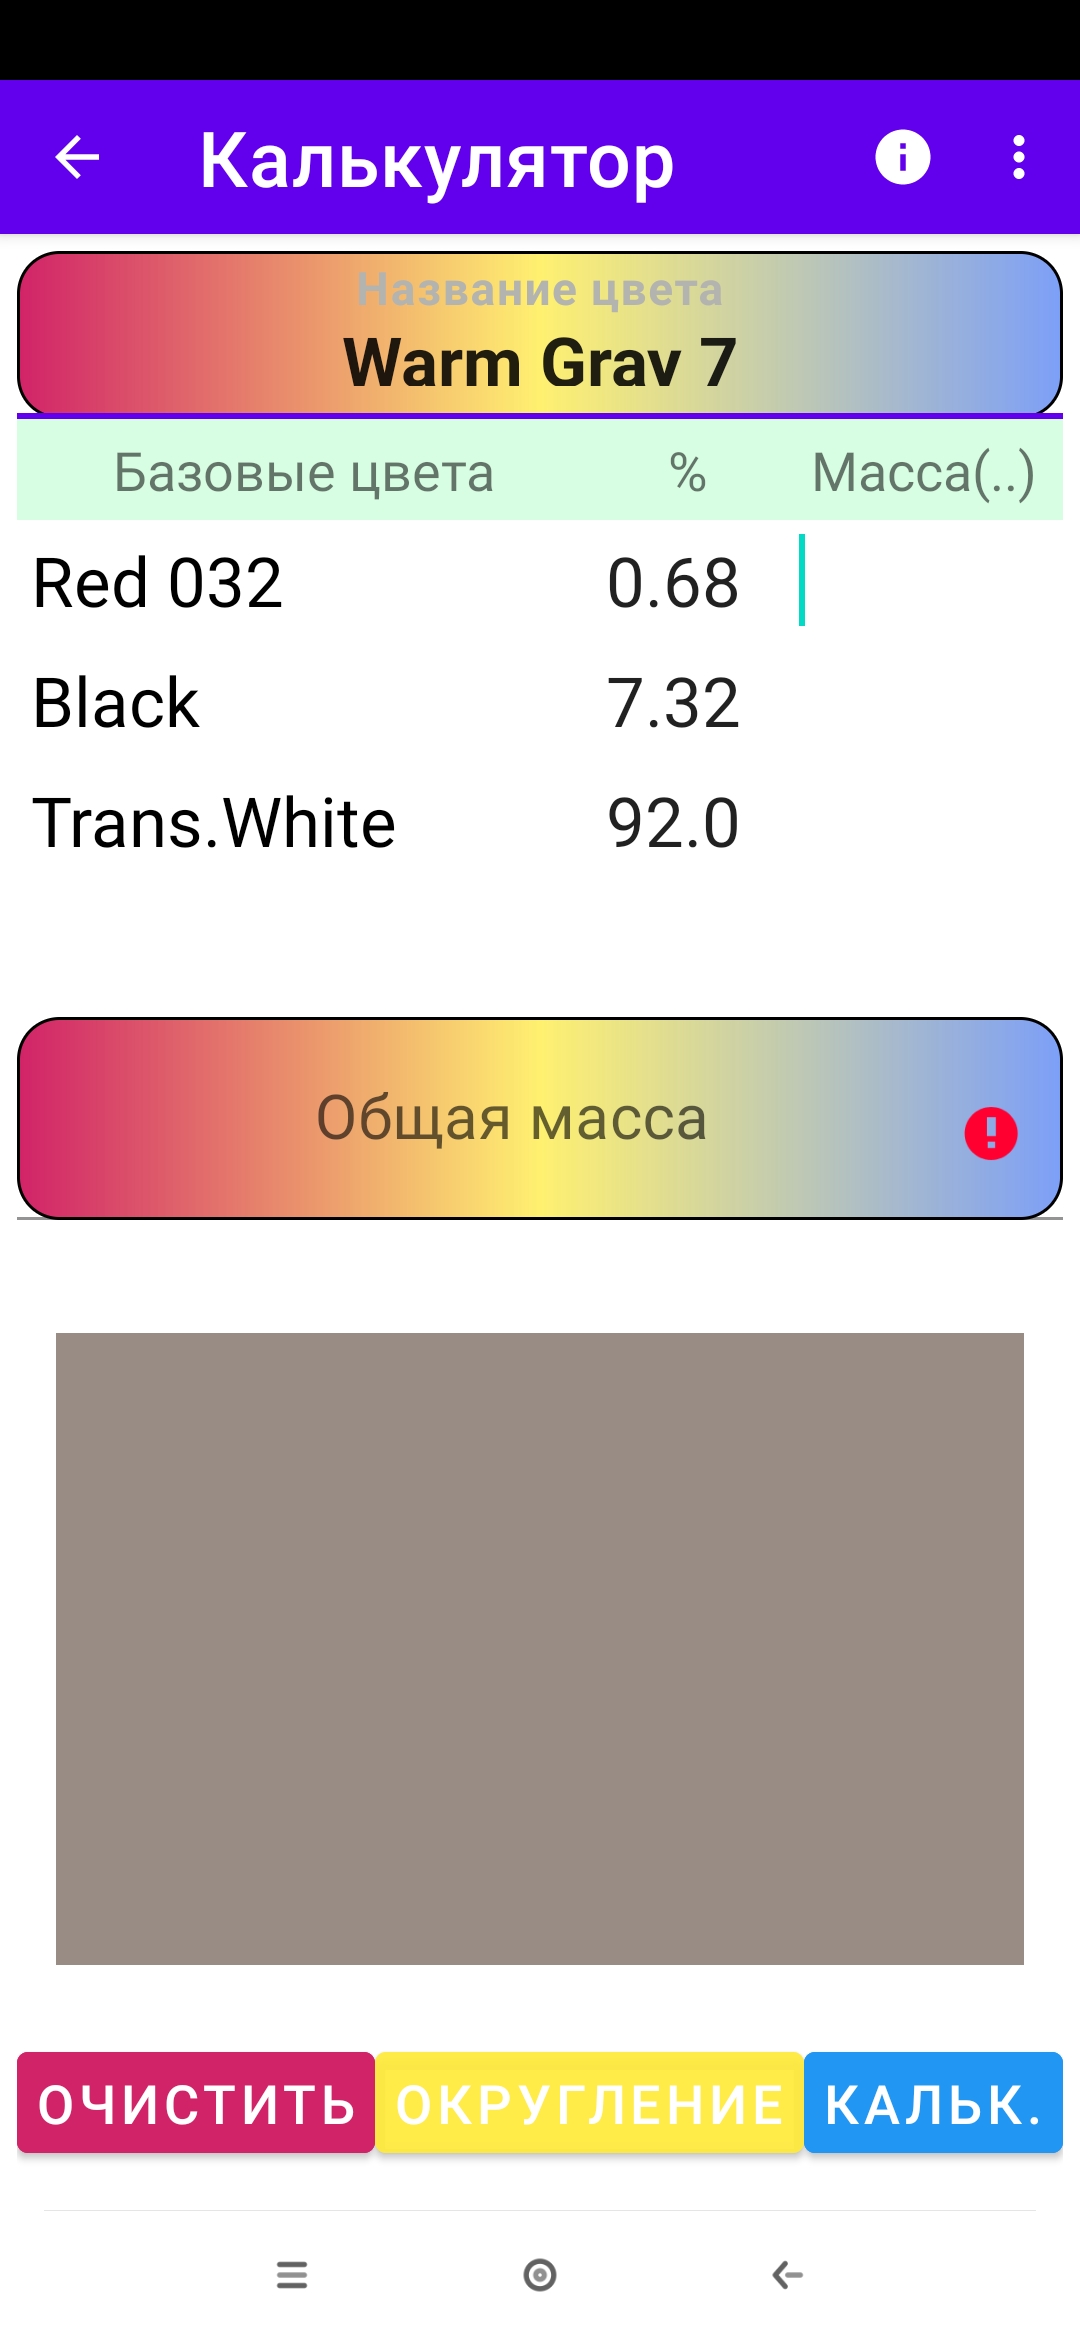 Калькулятор
Название цвета
Warm Gray 7
Базовые цвета % Масса(..)
Red 032 0.68
Black 7.32
Trans.White 92.0
Общая масса
ОЧИСТИТЬ ОКРУГЛЕНИЕ КАЛЬК.